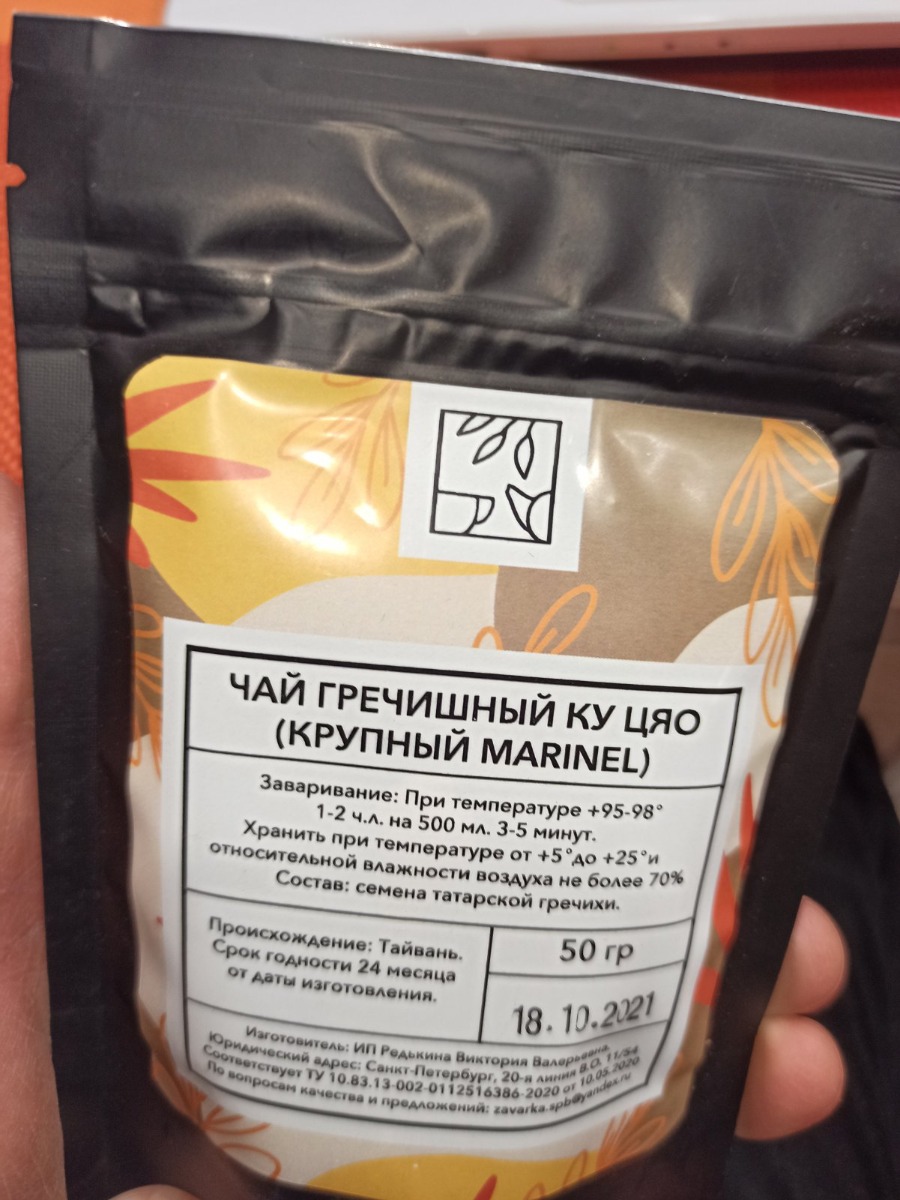 ЧАЙ ГРЕЧИШНЫЙ КУ ЦЯО
(КРУПНЫЙ MARINEL)
Заваривание: При температуре +95-98°
1-2 ч.л. на 500 мл. 3-5 минут.
Хранить при температуре от +5°до +25°и
относительной влажности воздуха не более 70%
Состав: семена татарской гречихи.
Происхождение: Тайвань.
Срок годности 24 месяца
от даты изготовления.
50 гр
18.10.2021
Изготовитель: ИП Редькина Виктория Валерьевна.
Юридический адрес: Санкт-Петербург, 20-я линия В.О. 11/54
Соответствует ТУ 10.83.13-002-0112516386-2020 от 10.05.2020
По вопросам качества и предложений: zavarka.spb@yandex.ru